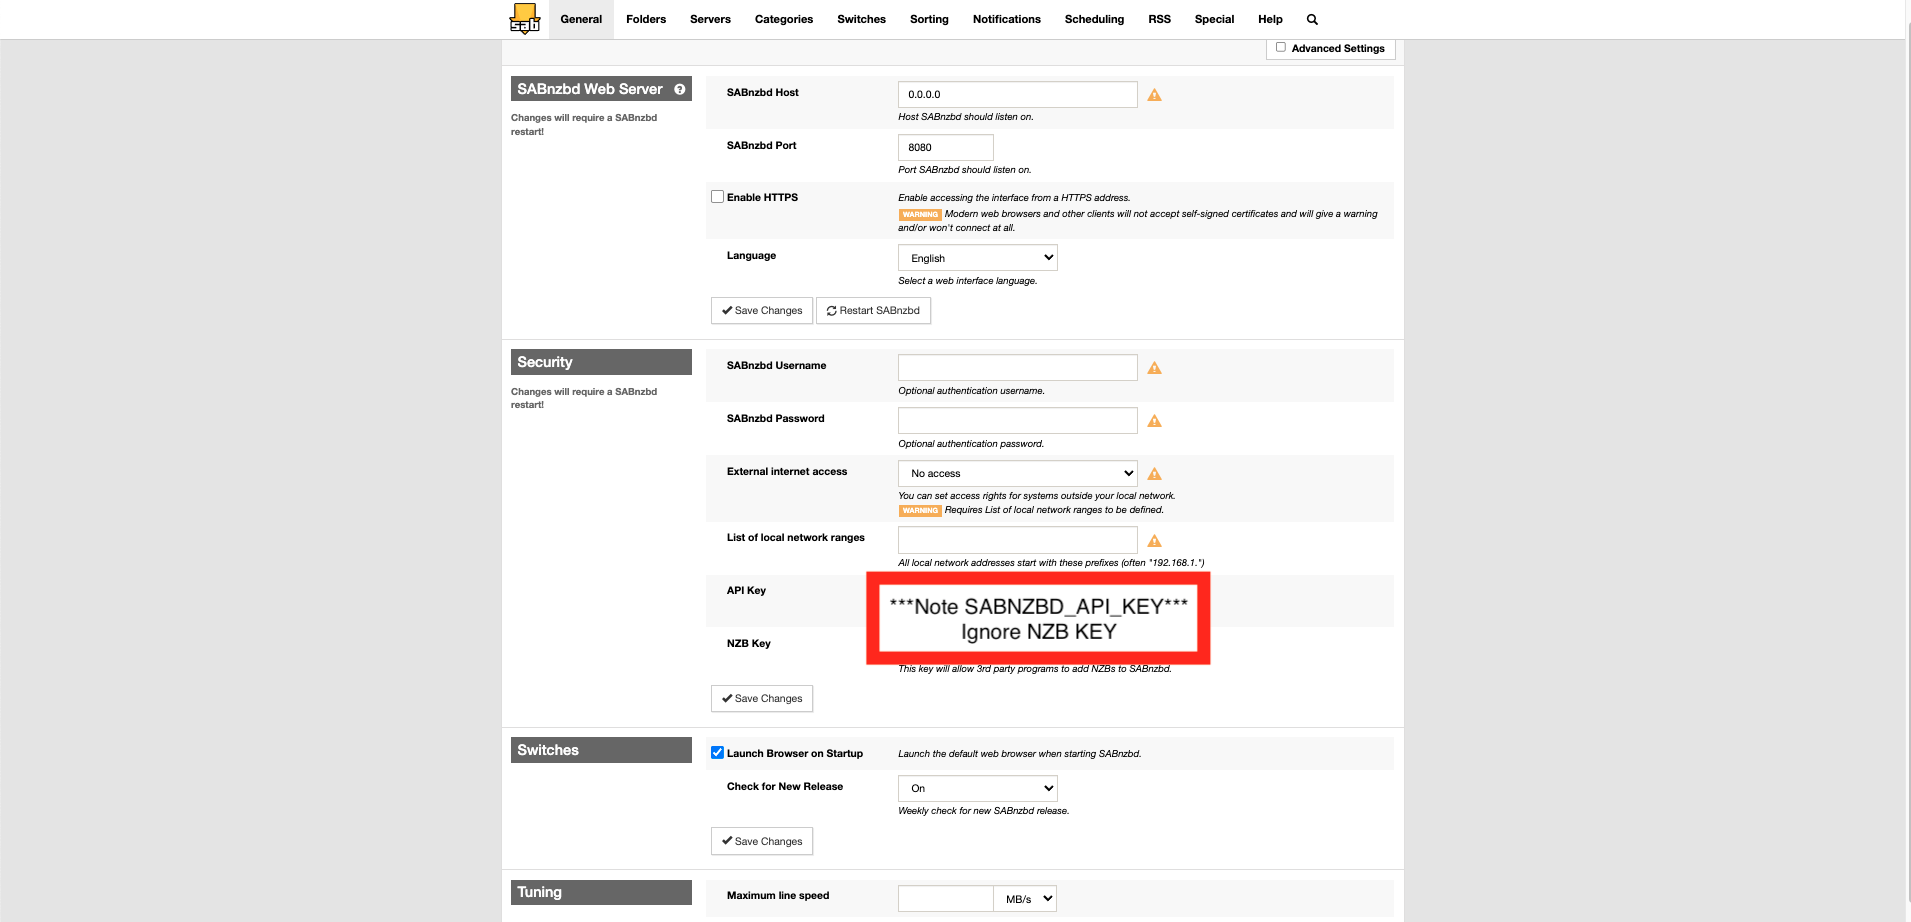 sab General Folders Servers Categories Switches Sorting Notifications Scheduling RSS Special Help
Advanced Settings
SABnzbd Web Server
Changes will require a SABnzbd
restart!
SABnzbd Host
0.0.0.0
Host SABnzbd should listen on.
SABnzbd Port
8080
Port SABnzbd should listen on.
Enable HTTPS
Enable accessing the interface from a HTTPS address.
WARNING Modern web browsers and other clients will not accept self-signed certificates and will give a warning
and/or won't connect at all.
Language
English
Select a web interface language.
Save Changes Restart SABnzbd
Security
Changes will require a SABnzbd
restart!
SABnzbd Username
Optional authentication username.
SABnzbd Password
Optional authentication password.
External internet access
No access
You can set access rights for systems outside your local network.
WARNING Requires List of local network ranges to be defined.
List of local network ranges
All local network addresses start with these prefixes (often "192.168.1.")
API Key
***Note SABNZBD_API_KEY***
Ignore NZB KEY
NZB Key
This key will allow 3rd party programs to add NZBs to SABnzbd.
Save Changes
Switches
Launch Browser on Startup
Launch the default web browser when starting SABnzbd.
Check for New Release
On
Weekly check for new SABnzbd release.
Save Changes
Tuning
Maximum line speed
MB/s